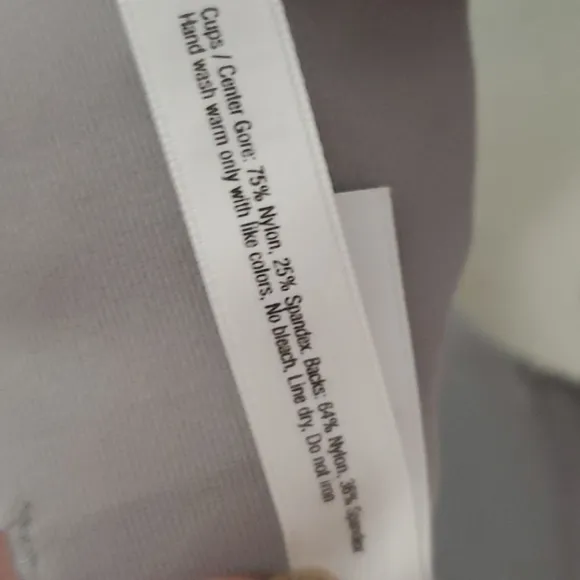 Cups / Center Gore: 75% Nylon, 25% Spandex, Backs: 64% Nylon, 36% Spandex
Hand wash warm only with like colors, No bleach, Line dry, Do not iron